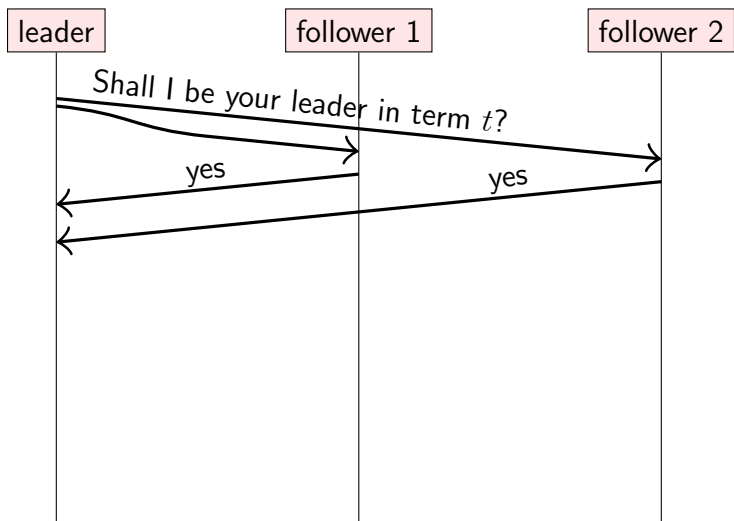 leader
follower 1
follower 2
Shall I be your leader in term t?
yes
yes